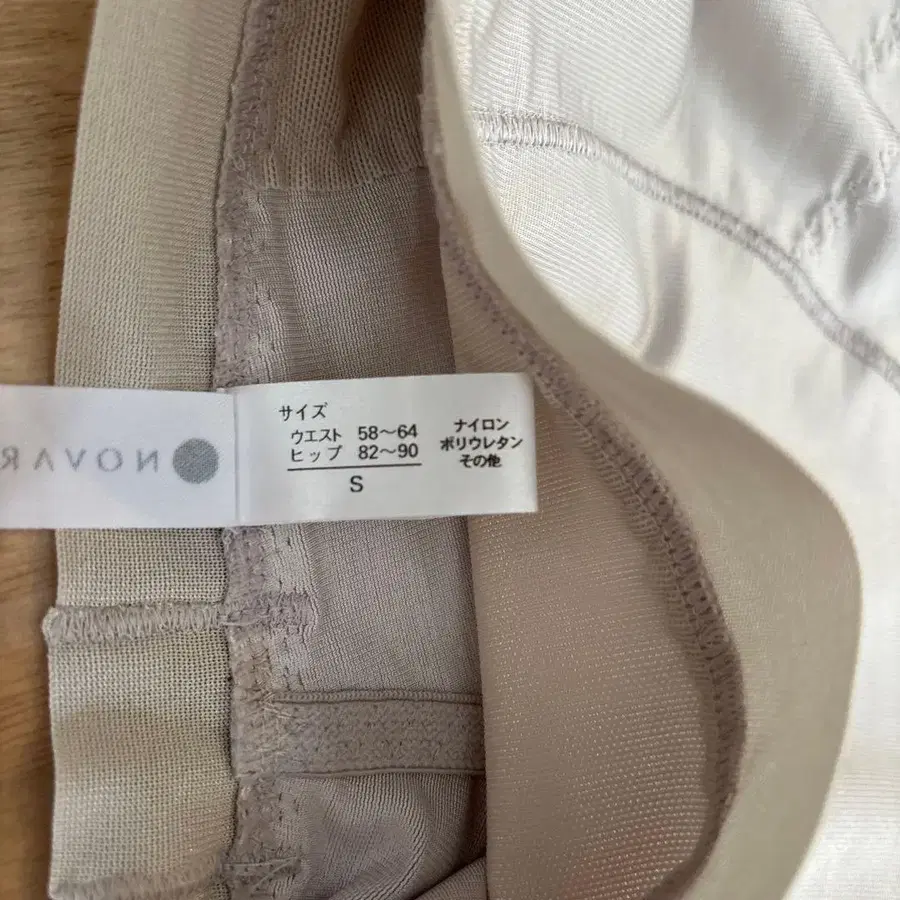 NOVAR
サイズ
ウエスト 58～64
ヒップ 82～90
S
ナイロン
ポリウレタン
その他